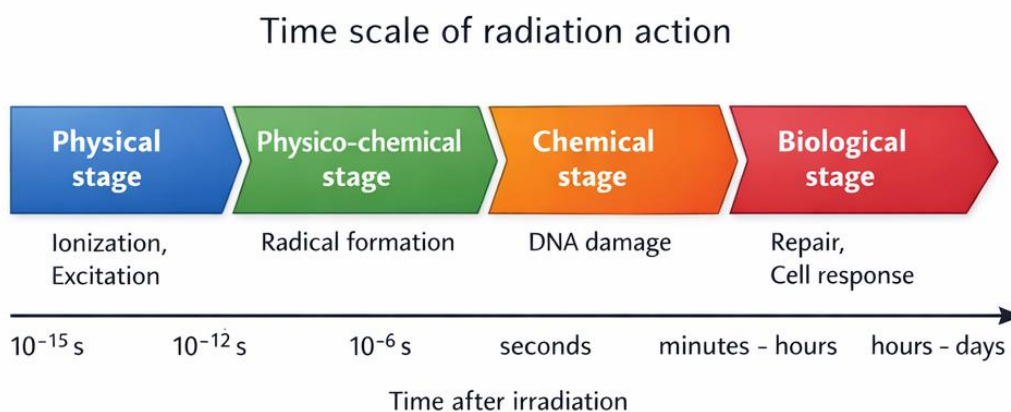 Time scale of radiation action
Physical
stage
Physico-chemical
stage
Chemical
stage
Biological
stage
Ionization,
Excitation
Radical formation
DNA damage
Repair,
Cell response
10⁻¹⁵ s
10⁻¹² s
10⁻⁶ s
seconds
minutes - hours
hours - days
Time after irradiation